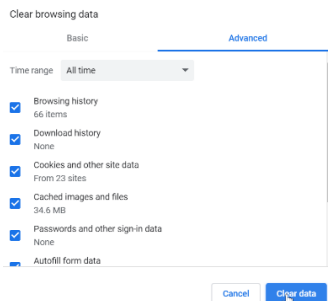 Clear browsing data
Basic Advanced
Time range All time
Browsing history
66 items
Download history
None
Cookies and other site data
From 23 sites
Cached images and files
34.6 MB
Passwords and other sign-in data
None
Autofill form data
Cancel Clear data